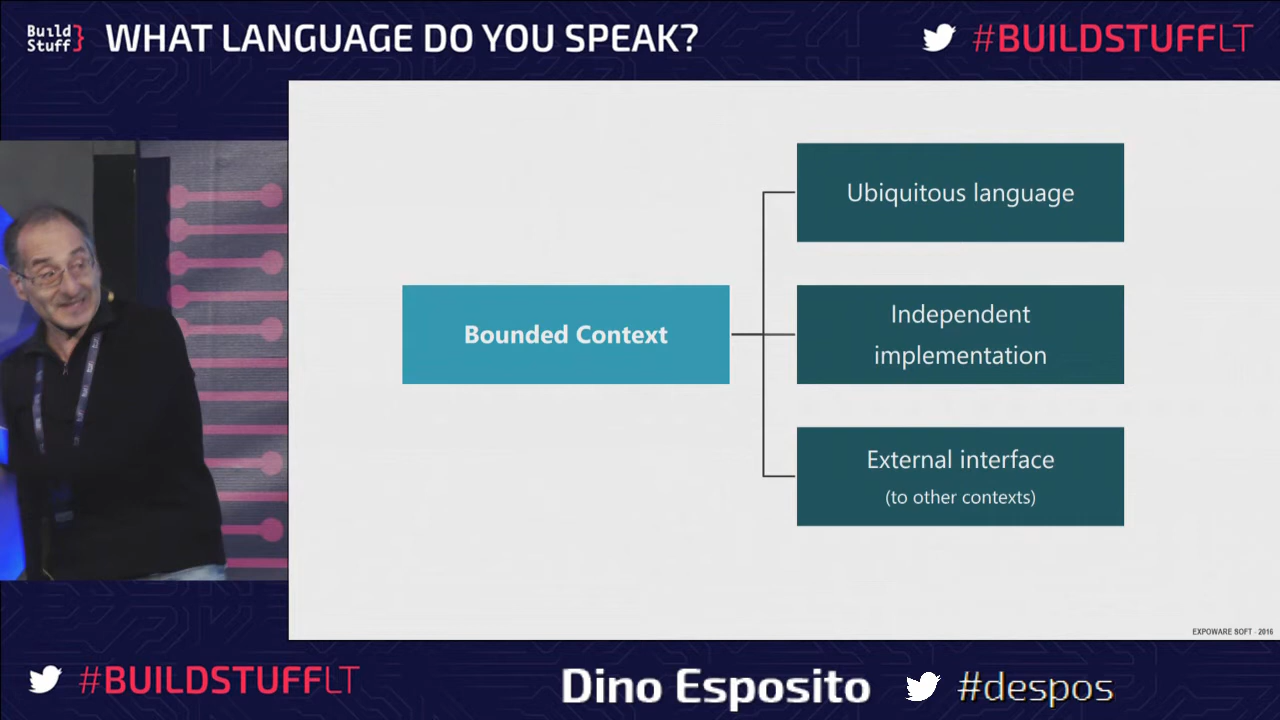 Build Stuff}
WHAT LANGUAGE DO YOU SPEAK?
#BUILDSTUFFLT
Ubiquitous language
Bounded Context
Independent
implementation
External interface
(to other contexts)
EXPOWARE SOFT - 2016
#BUILDSTUFFLT
Dino Esposito
#despos